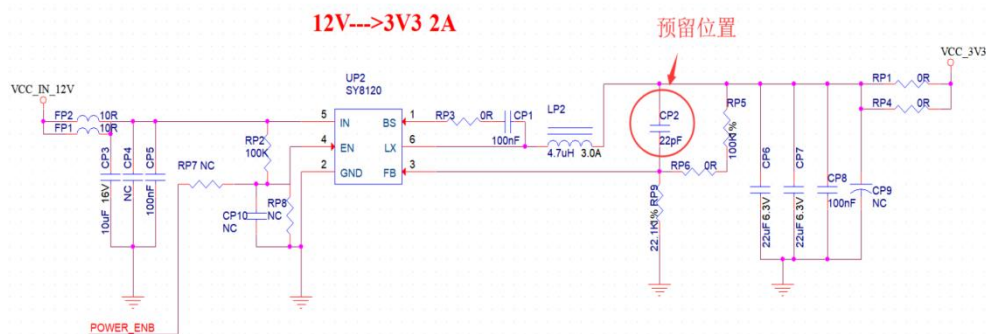 12V--->3V3 2A
预留位置
VCC_IN_12V
VCC_3V3
UP2
SY8120
FP2 10R
FP1 10R
5 IN BS 1
4 EN LX 6
2 GND FB 3
RP3 0R
CP1
100nF
LP2
4.7uH 3.0A
CP2
22pF
RP5
100K 1%
RP6 0R
RP9
22.1K 1%
RP1 0R
RP4 0R
RP2
100K
RP7 NC
RP8
NC
CP10
NC
CP3
10uF 16V
CP4
NC
CP5
100nF
CP6
22uF 6.3V
CP7
22uF 6.3V
CP8
100nF
CP9
NC
POWER_ENB